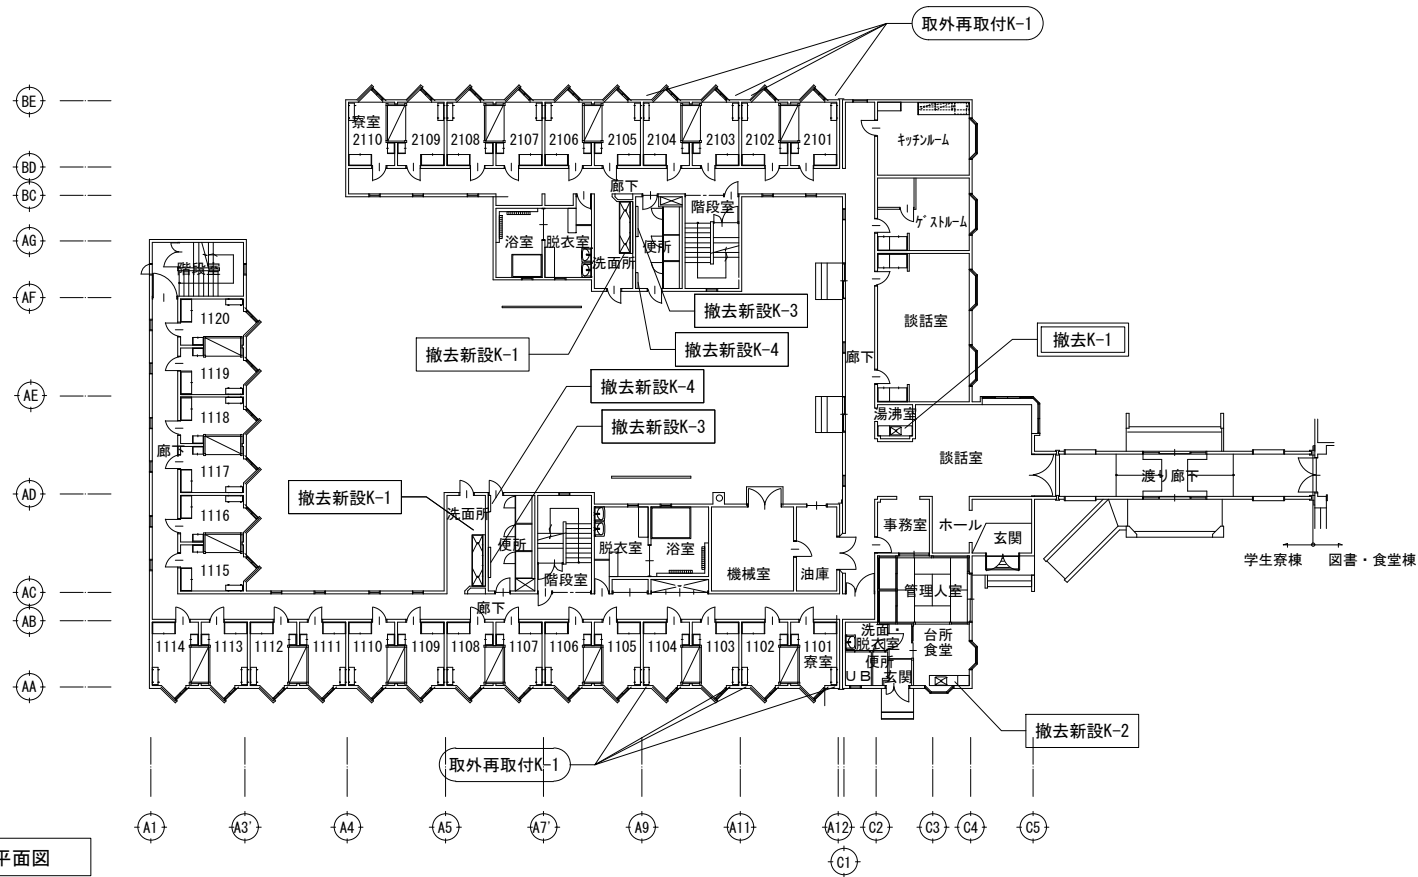 取外再取付K-1
BE
寮室
2110
2109
2108
2107
2106
2105
2104
2103
2102
2101
キッチンルーム
BD
BC
廊下
階段室
ゲストルーム
AG
浴室
脱衣室
洗面所
便所
階段室
AF
撤去新設K-3
談話室
1120
撤去新設K-1
撤去新設K-4
撤去K-1
廊下
1119
AE
撤去新設K-4
1118
撤去新設K-3
湯沸室
廊下
1117
談話室
渡り廊下
AD
撤去新設K-1
1116
洗面所
便所
脱衣室
浴室
事務室
ホール
玄関
1115
階段室
機械室
油庫
学生寮棟
図書・食堂棟
AC
管理人室
廊下
AB
1114
1113
1112
1111
1110
1109
1108
1107
1106
1105
1104
1103
1102
1101
寮室
洗面・
脱衣室
台所
食堂
便所
AA
UB
玄関
撤去新設K-2
取外再取付K-1
A1
A3'
A4
A5
A7'
A9
A11
A12
C2
C3
C4
C5
C1
平面図